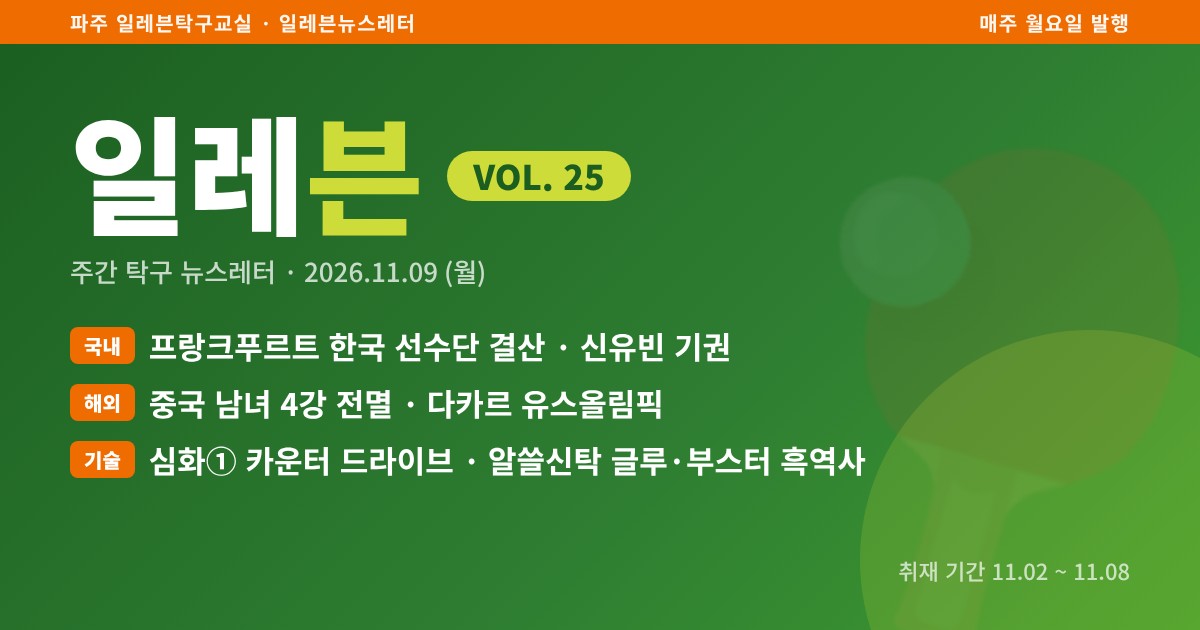 파주 일레븐탁구교실 · 일레븐뉴스레터
매주 월요일 발행
일레븐 VOL. 25
주간 탁구 뉴스레터 · 2026.11.09 (월)
국내 프랑크푸르트 한국 선수단 결산 · 신유빈 기권
해외 중국 남녀 4강 전멸 · 다카르 유스올림픽
기술 심화① 카운터 드라이브 · 알쓸신탁 글루·부스터 흑역사
취재 기간 11.02 ~ 11.08